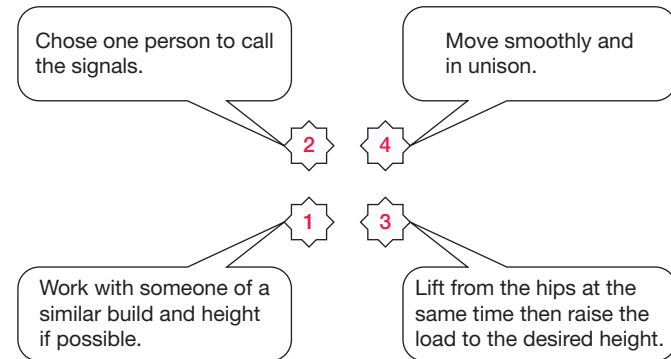 Chose one person to call
the signals.
Move smoothly and
in unison.
2
4
1
3
Work with someone of a
similar build and height
if possible.
Lift from the hips at the
same time then raise the
load to the desired height.